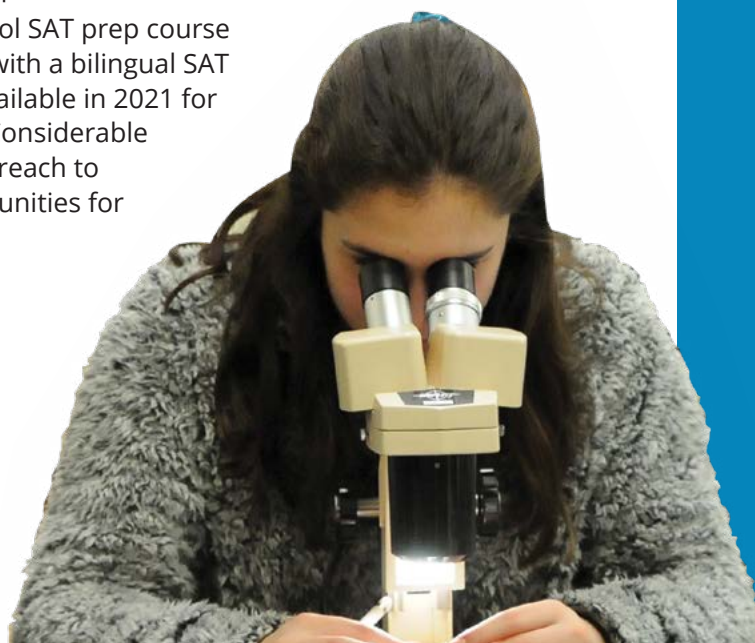 ol SAT prep course
with a bilingual SAT
ailable in 2021 for
onsiderable
reach to
unities for